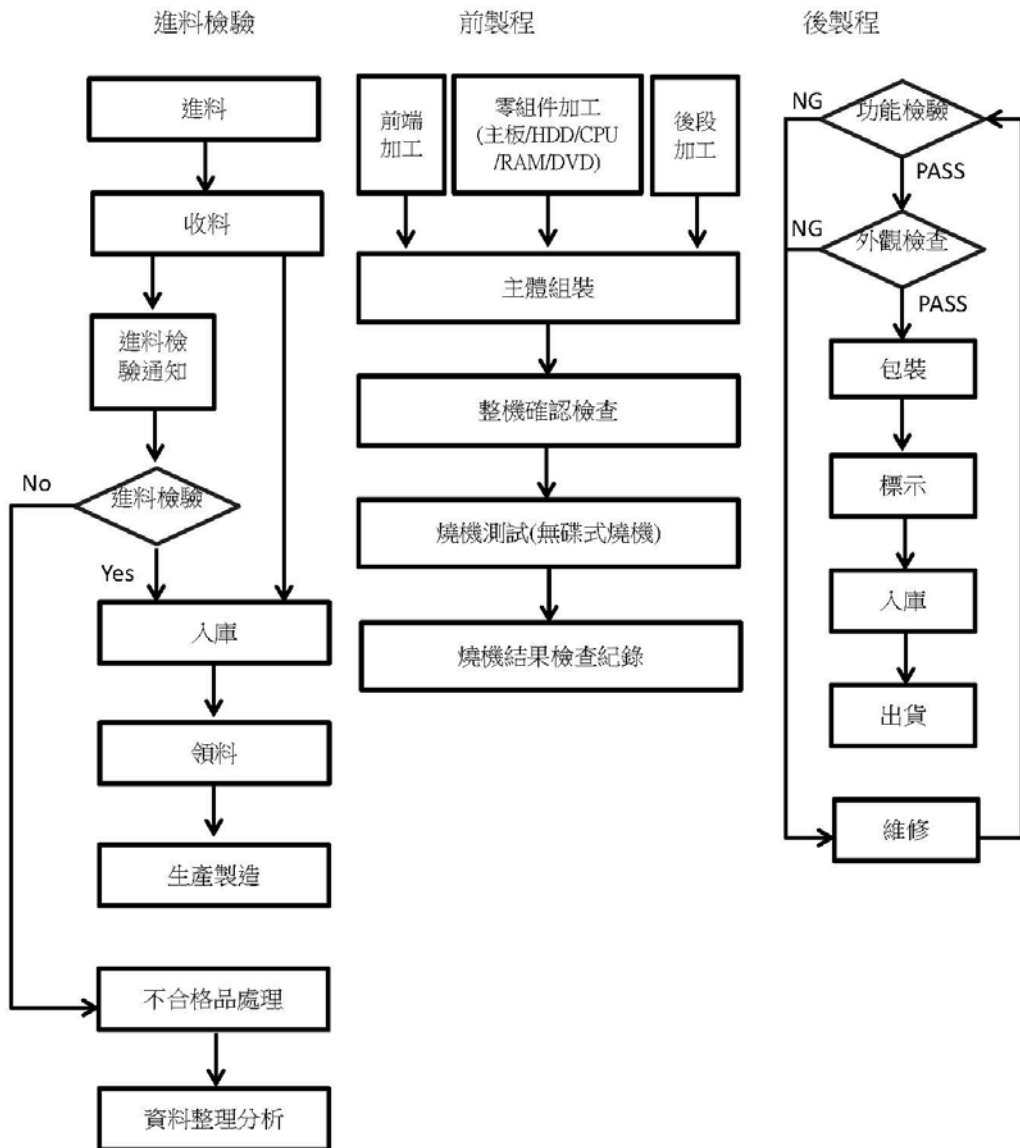 進料檢驗
進料
收料
進料檢
驗通知
No
進料檢驗
Yes
入庫
領料
生產製造
不合格品處理
資料整理分析
前製程
前端
加工
零組件加工
(主板/HDD/CPU
/RAM/DVD)
後段
加工
主體組裝
整機確認檢查
燒機測試(無碟式燒機)
燒機結果檢查紀錄
後製程
NG
功能檢驗
PASS
NG
外觀檢查
PASS
包裝
標示
入庫
出貨
維修